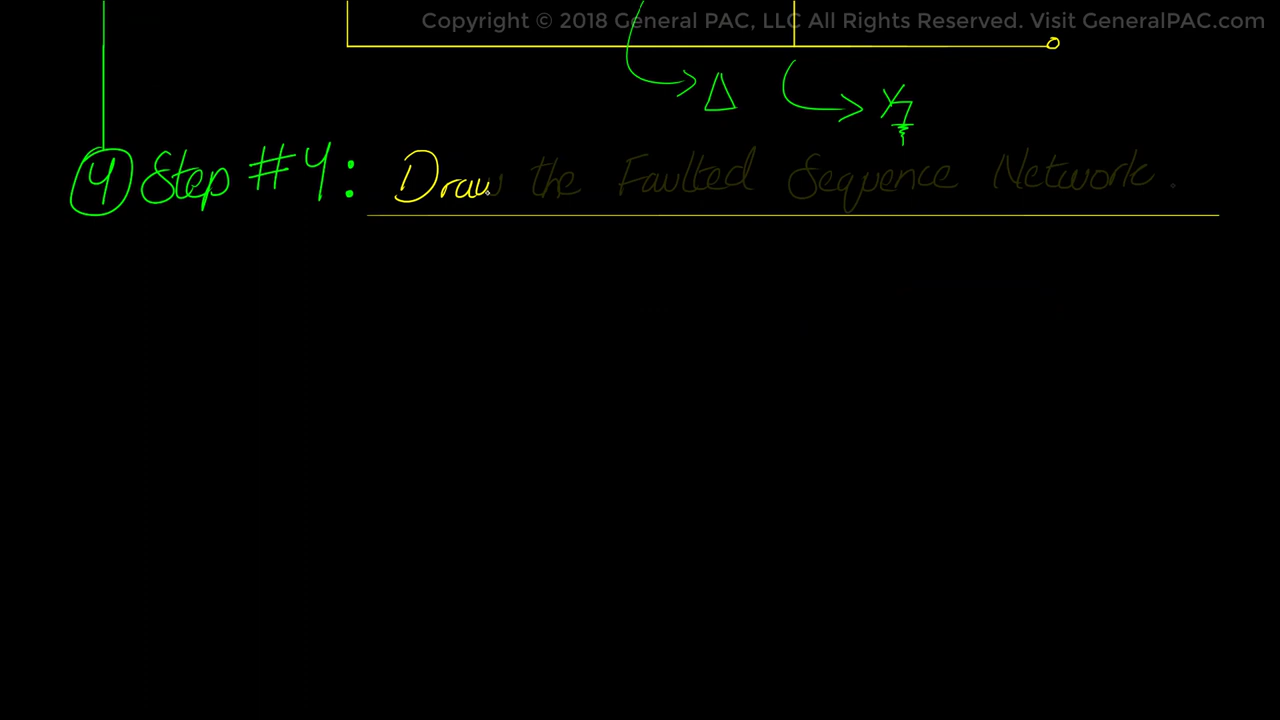 Copyright © 2018 General PAC, LLC All Rights Reserved. Visit GeneralPAC.com
Δ
④ Step #4: Draw the Faulted Sequence Network.